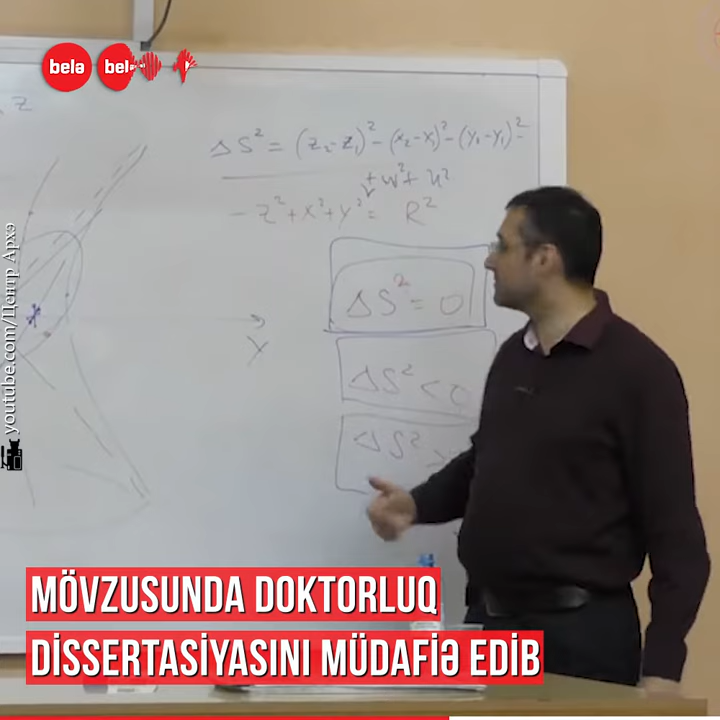 belə belə
z
ΔS² = (z₂-z₁)² - (x₂-x₁)² - (y₂-y₁)² -
+ w² + u²
- z² + x² + y² = R²
ΔS² = 0
ΔS² < 0
ΔS² >
youtube.com/Центр Архэ
MÖVZUSUNDA DOKTORLUQ
DİSSERTASİYASINI MÜDAFİƏ EDİB